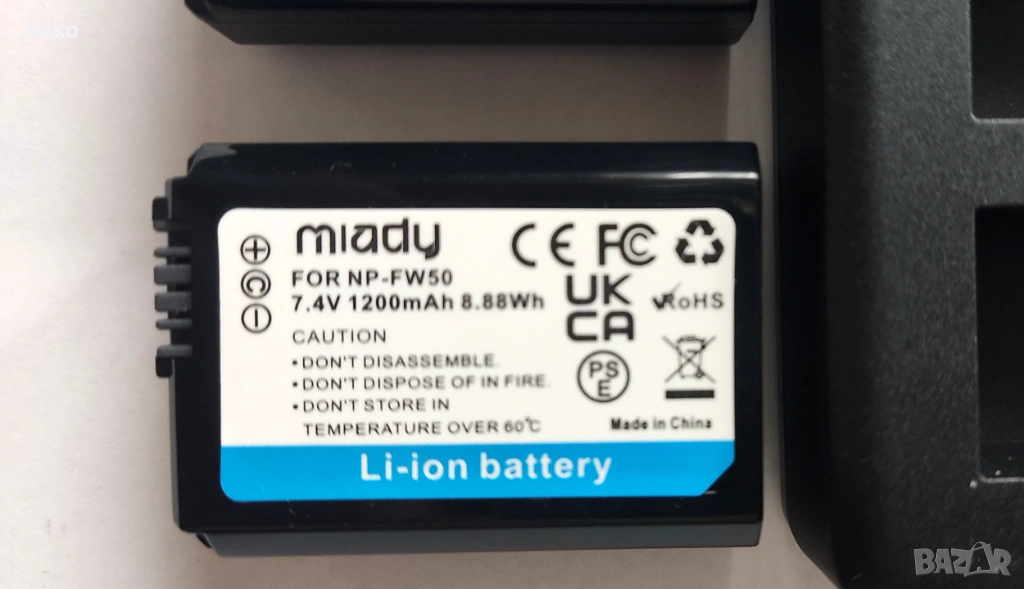 miady
FOR NP-FW50
7.4V 1200mAh 8.88Wh
CAUTION
•DON'T DISASSEMBLE.
•DON'T DISPOSE OF IN FIRE.
•DON'T STORE IN
TEMPERATURE OVER 60℃
+
C
−
CE FC
UK
CA
RoHS
PS
E
Made in China
Li-ion battery
BAZAR